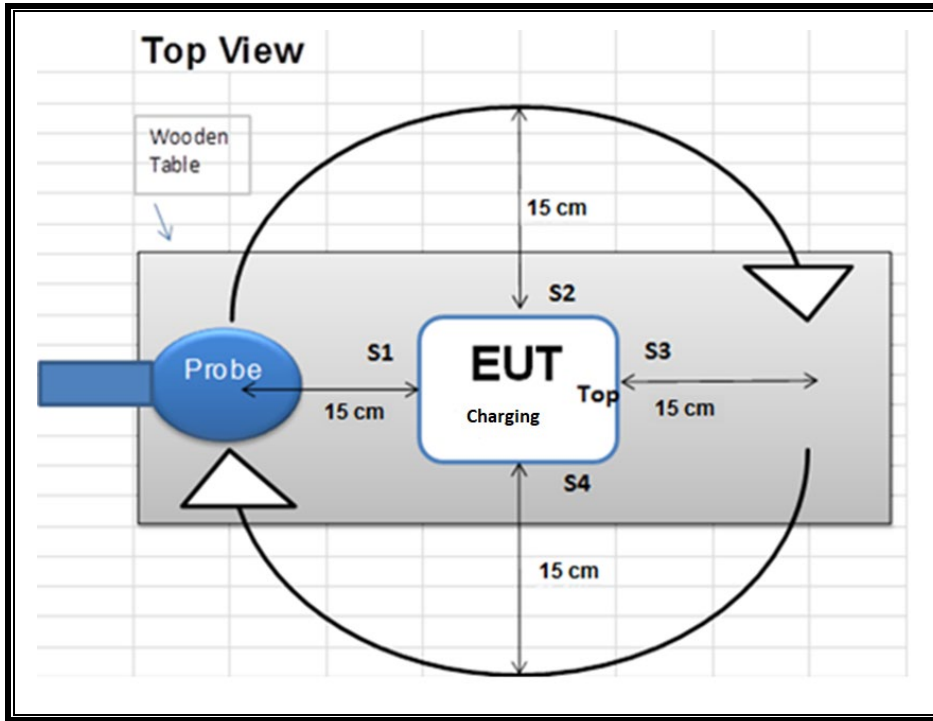 Top View
Wooden
Table
15 cm
S2
S1
Probe
EUT
S3
Top
15 cm
Charging
15 cm
S4
15 cm